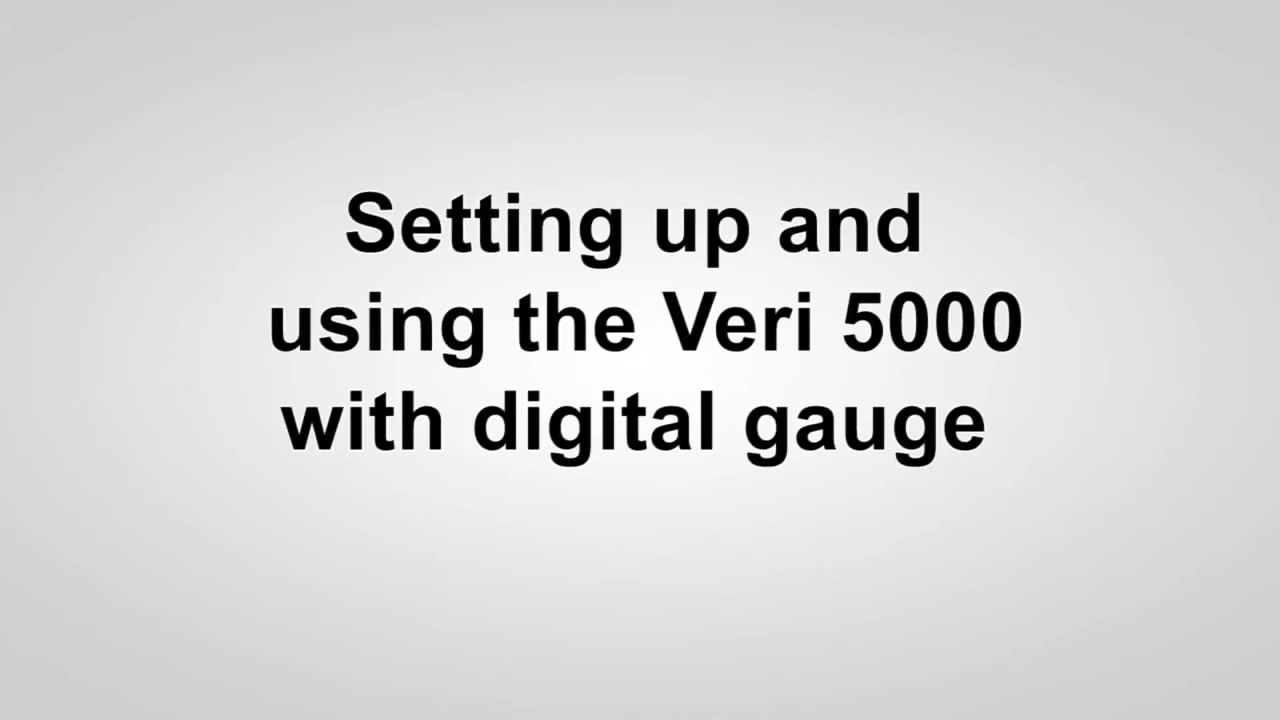 Setting up and
using the Veri 5000
with digital gauge